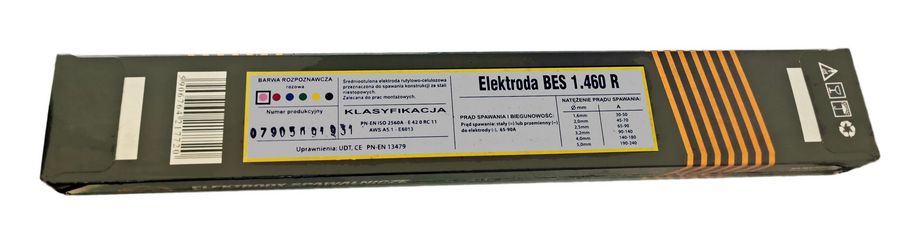 BARWA ROZPOZNAWCZA
różowa
Numer produkcyjny
Średniootulona elektroda rutylowo-celulozowa
przeznaczona do spawania konstrukcji ze stali
niestopowych.
Zalecana do prac montażowych.
KLASYFIKACJA
PN-EN ISO 2560A - E 42 0 RC 11
AWS A5.1 - E6013
Uprawnienia: UDT, CE PN-EN 13479
Elektroda BES 1.460 R
PRĄD SPAWANIA I BIEGUNOWOŚĆ:
Prąd spawania: stały (+) lub przemienny (~)
do elektrody (-). 65-90A
NATĘŻENIE PRĄDU SPAWANIA:
Ø mm A
1,6mm 30-50
2,0mm 45-70
2,5mm 65-90
3,2mm 90-140
4,0mm 140-180
5,0mm 190-240
ELEKTRODY SPAWALNICZE